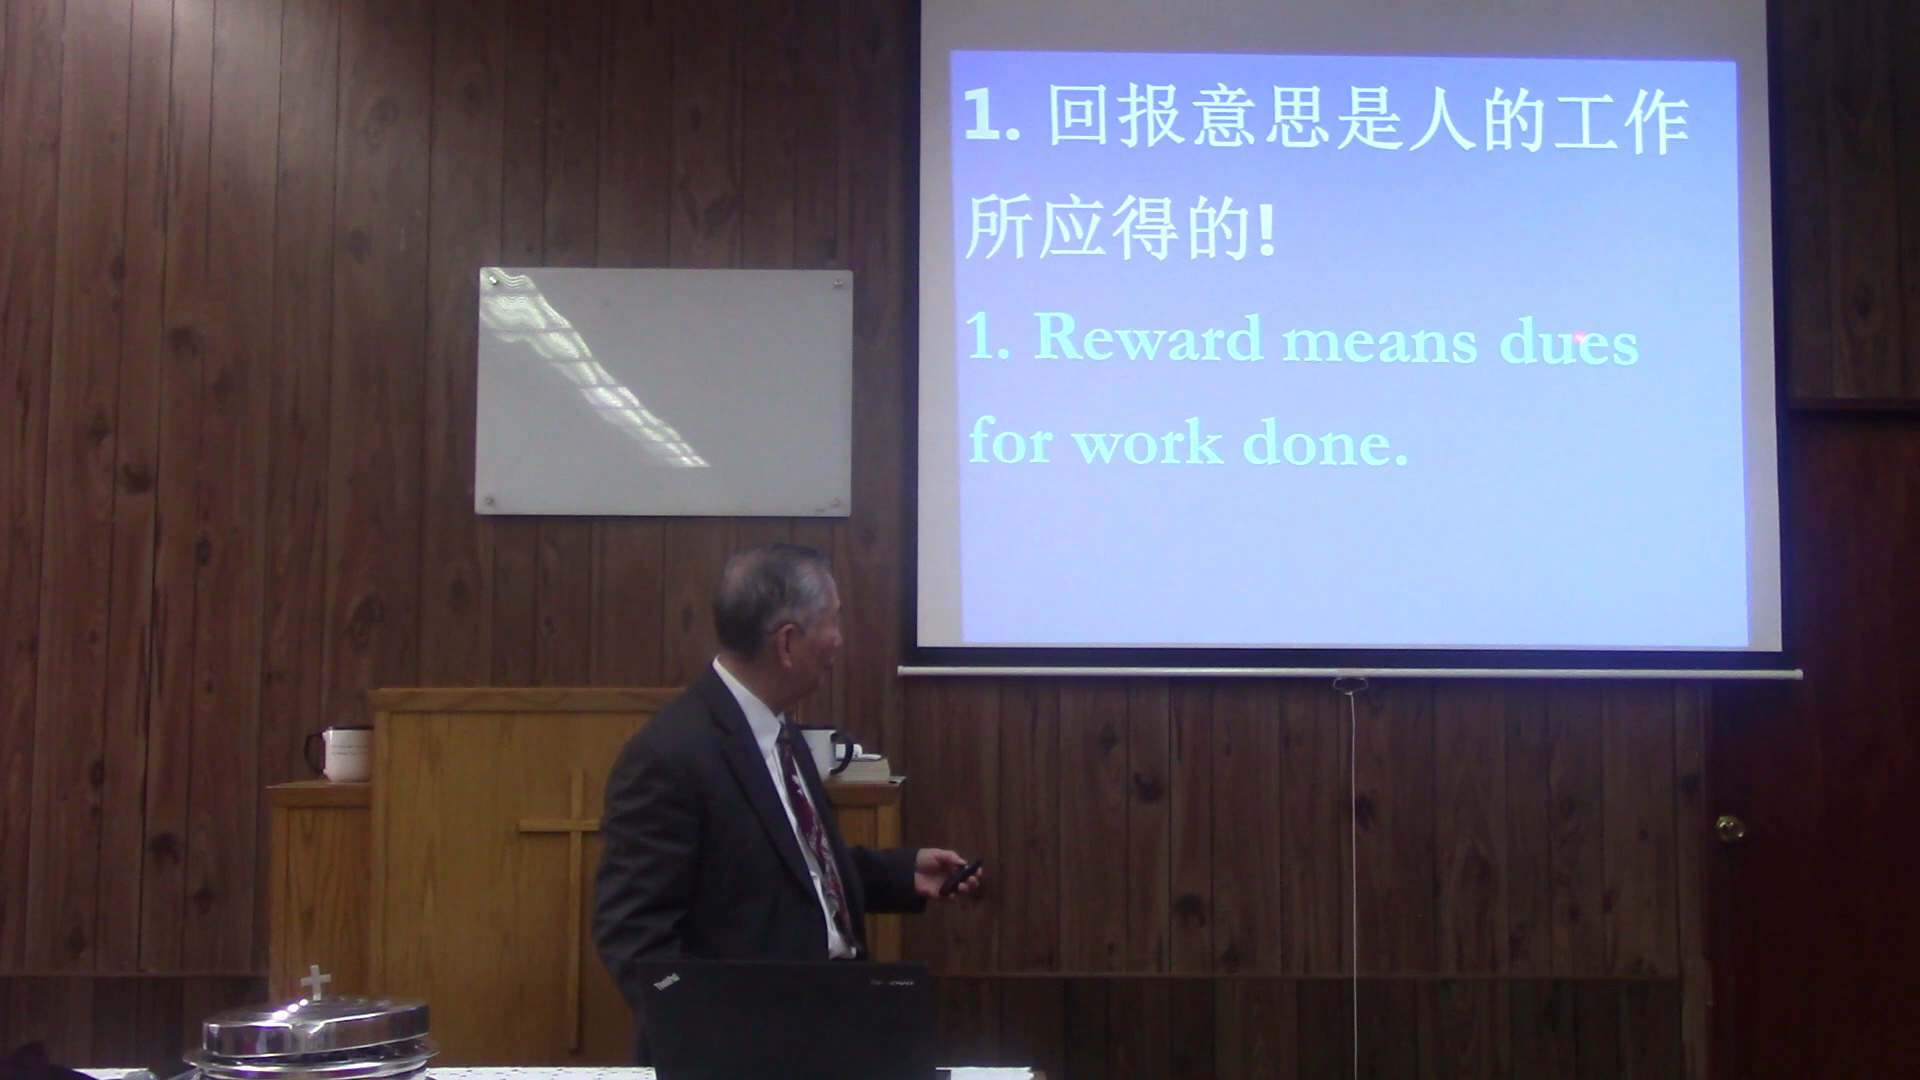 1. 回报意思是人的工作
所应得的!
1. Reward means dues
for work done.
ThinkPad